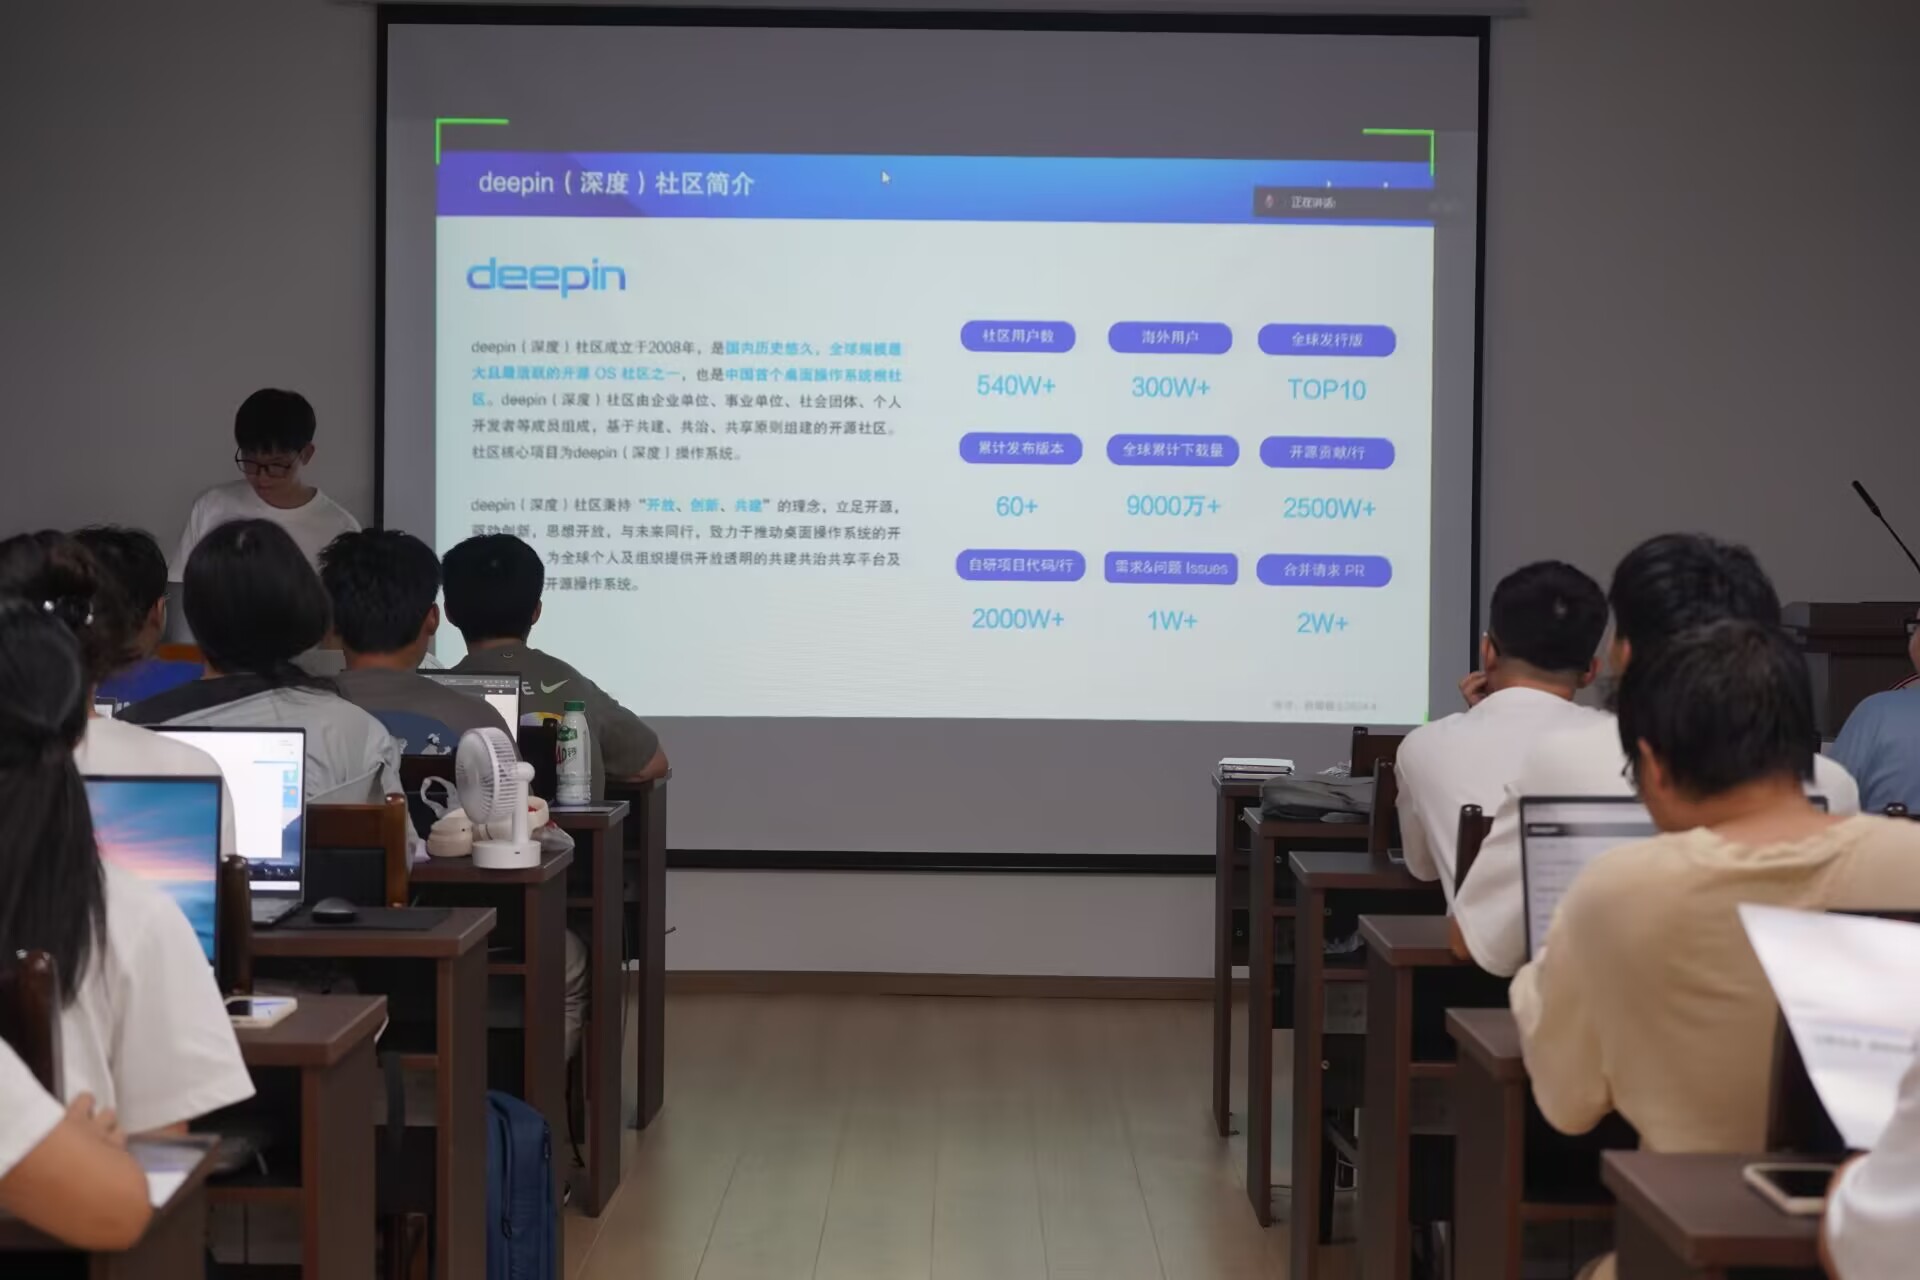 deepin（深度）社区简介
正在讲话:
deepin
deepin（深度）社区成立于2008年，是国内历史悠久，全球规模最
大且最活跃的开源 OS 社区之一，也是中国首个桌面操作系统根社
区。deepin（深度）社区由企业单位、事业单位、社会团体、个人
开发者等成员组成，基于共建、共治、共享原则组建的开源社区。
社区核心项目为deepin（深度）操作系统。
deepin（深度）社区秉持“开放、创新、共建”的理念，立足开源，
驱动创新，思想开放，与未来同行，致力于推动桌面操作系统的开
为全球个人及组织提供开放透明的共建共治共享平台及
开源操作系统。
社区用户数 海外用户 全球发行版
540W+ 300W+ TOP10
累计发布版本 全球累计下载量 开源贡献/行
60+ 9000万+ 2500W+
自研项目代码/行 需求&问题 Issues 合并请求 PR
2000W+ 1W+ 2W+